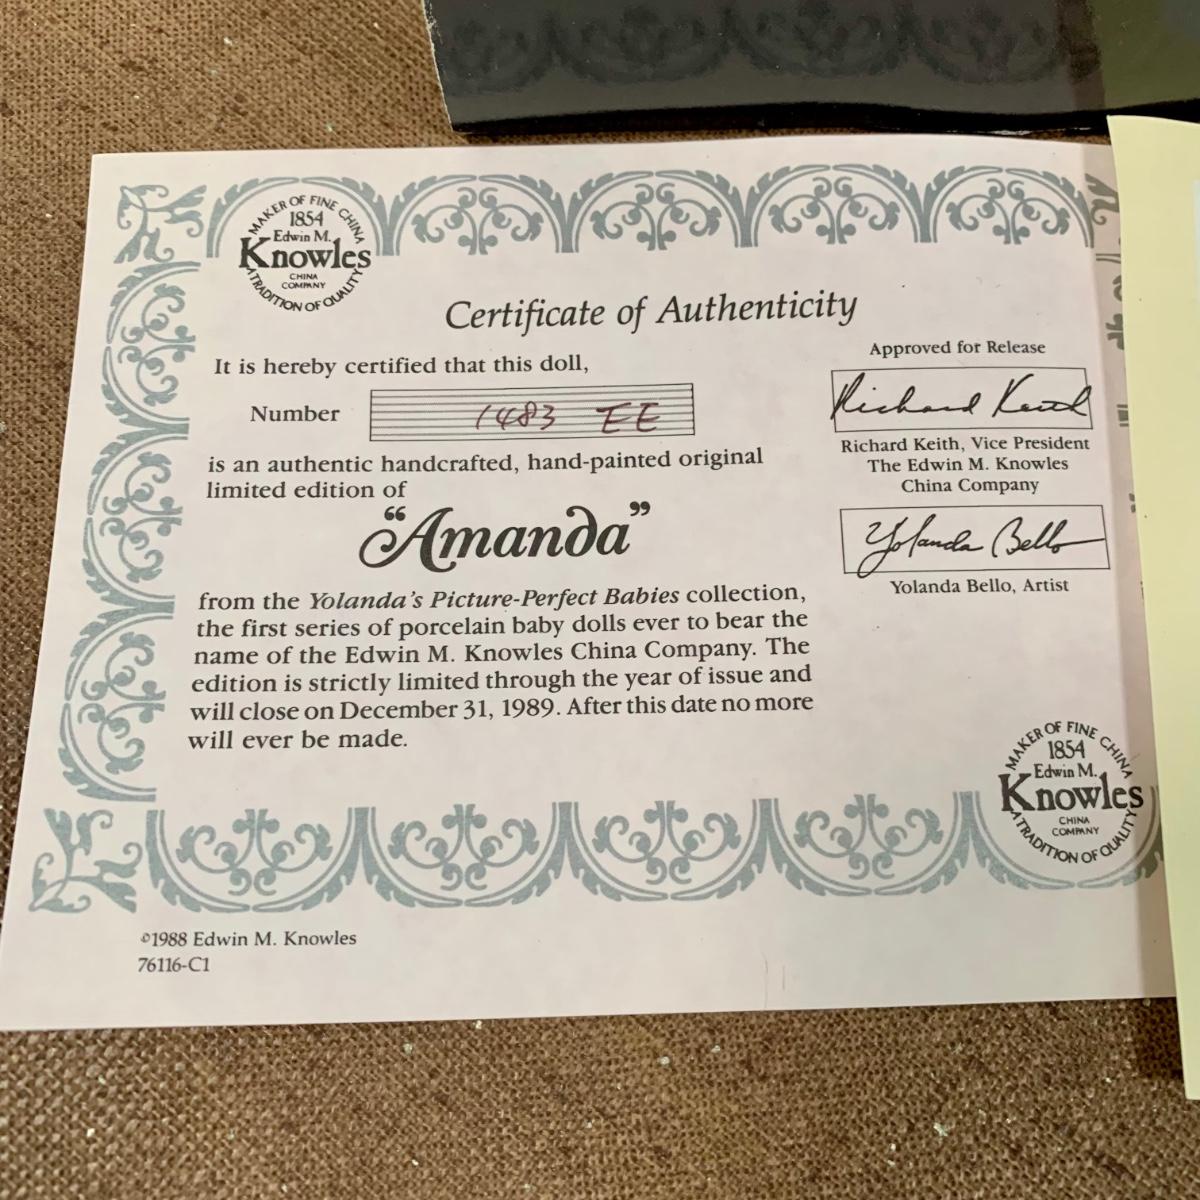 MAKER OF FINE CHINA
1854
Edwin M.
Knowles
CHINA
COMPANY
A TRADITION OF QUALITY
Certificate of Authenticity
It is hereby certified that this doll,
Number 1483 EE
is an authentic handcrafted, hand-painted original
limited edition of
“Amanda”
from the Yolanda's Picture-Perfect Babies collection,
the first series of porcelain baby dolls ever to bear the
name of the Edwin M. Knowles China Company. The
edition is strictly limited through the year of issue and
will close on December 31, 1989. After this date no more
will ever be made.
Approved for Release
Richard Keith
Richard Keith, Vice President
The Edwin M. Knowles
China Company
Yolanda Bello
Yolanda Bello, Artist
MAKER OF FINE CHINA
1854
Edwin M.
Knowles
CHINA
COMPANY
A TRADITION OF QUALITY
©1988 Edwin M. Knowles
76116-C1